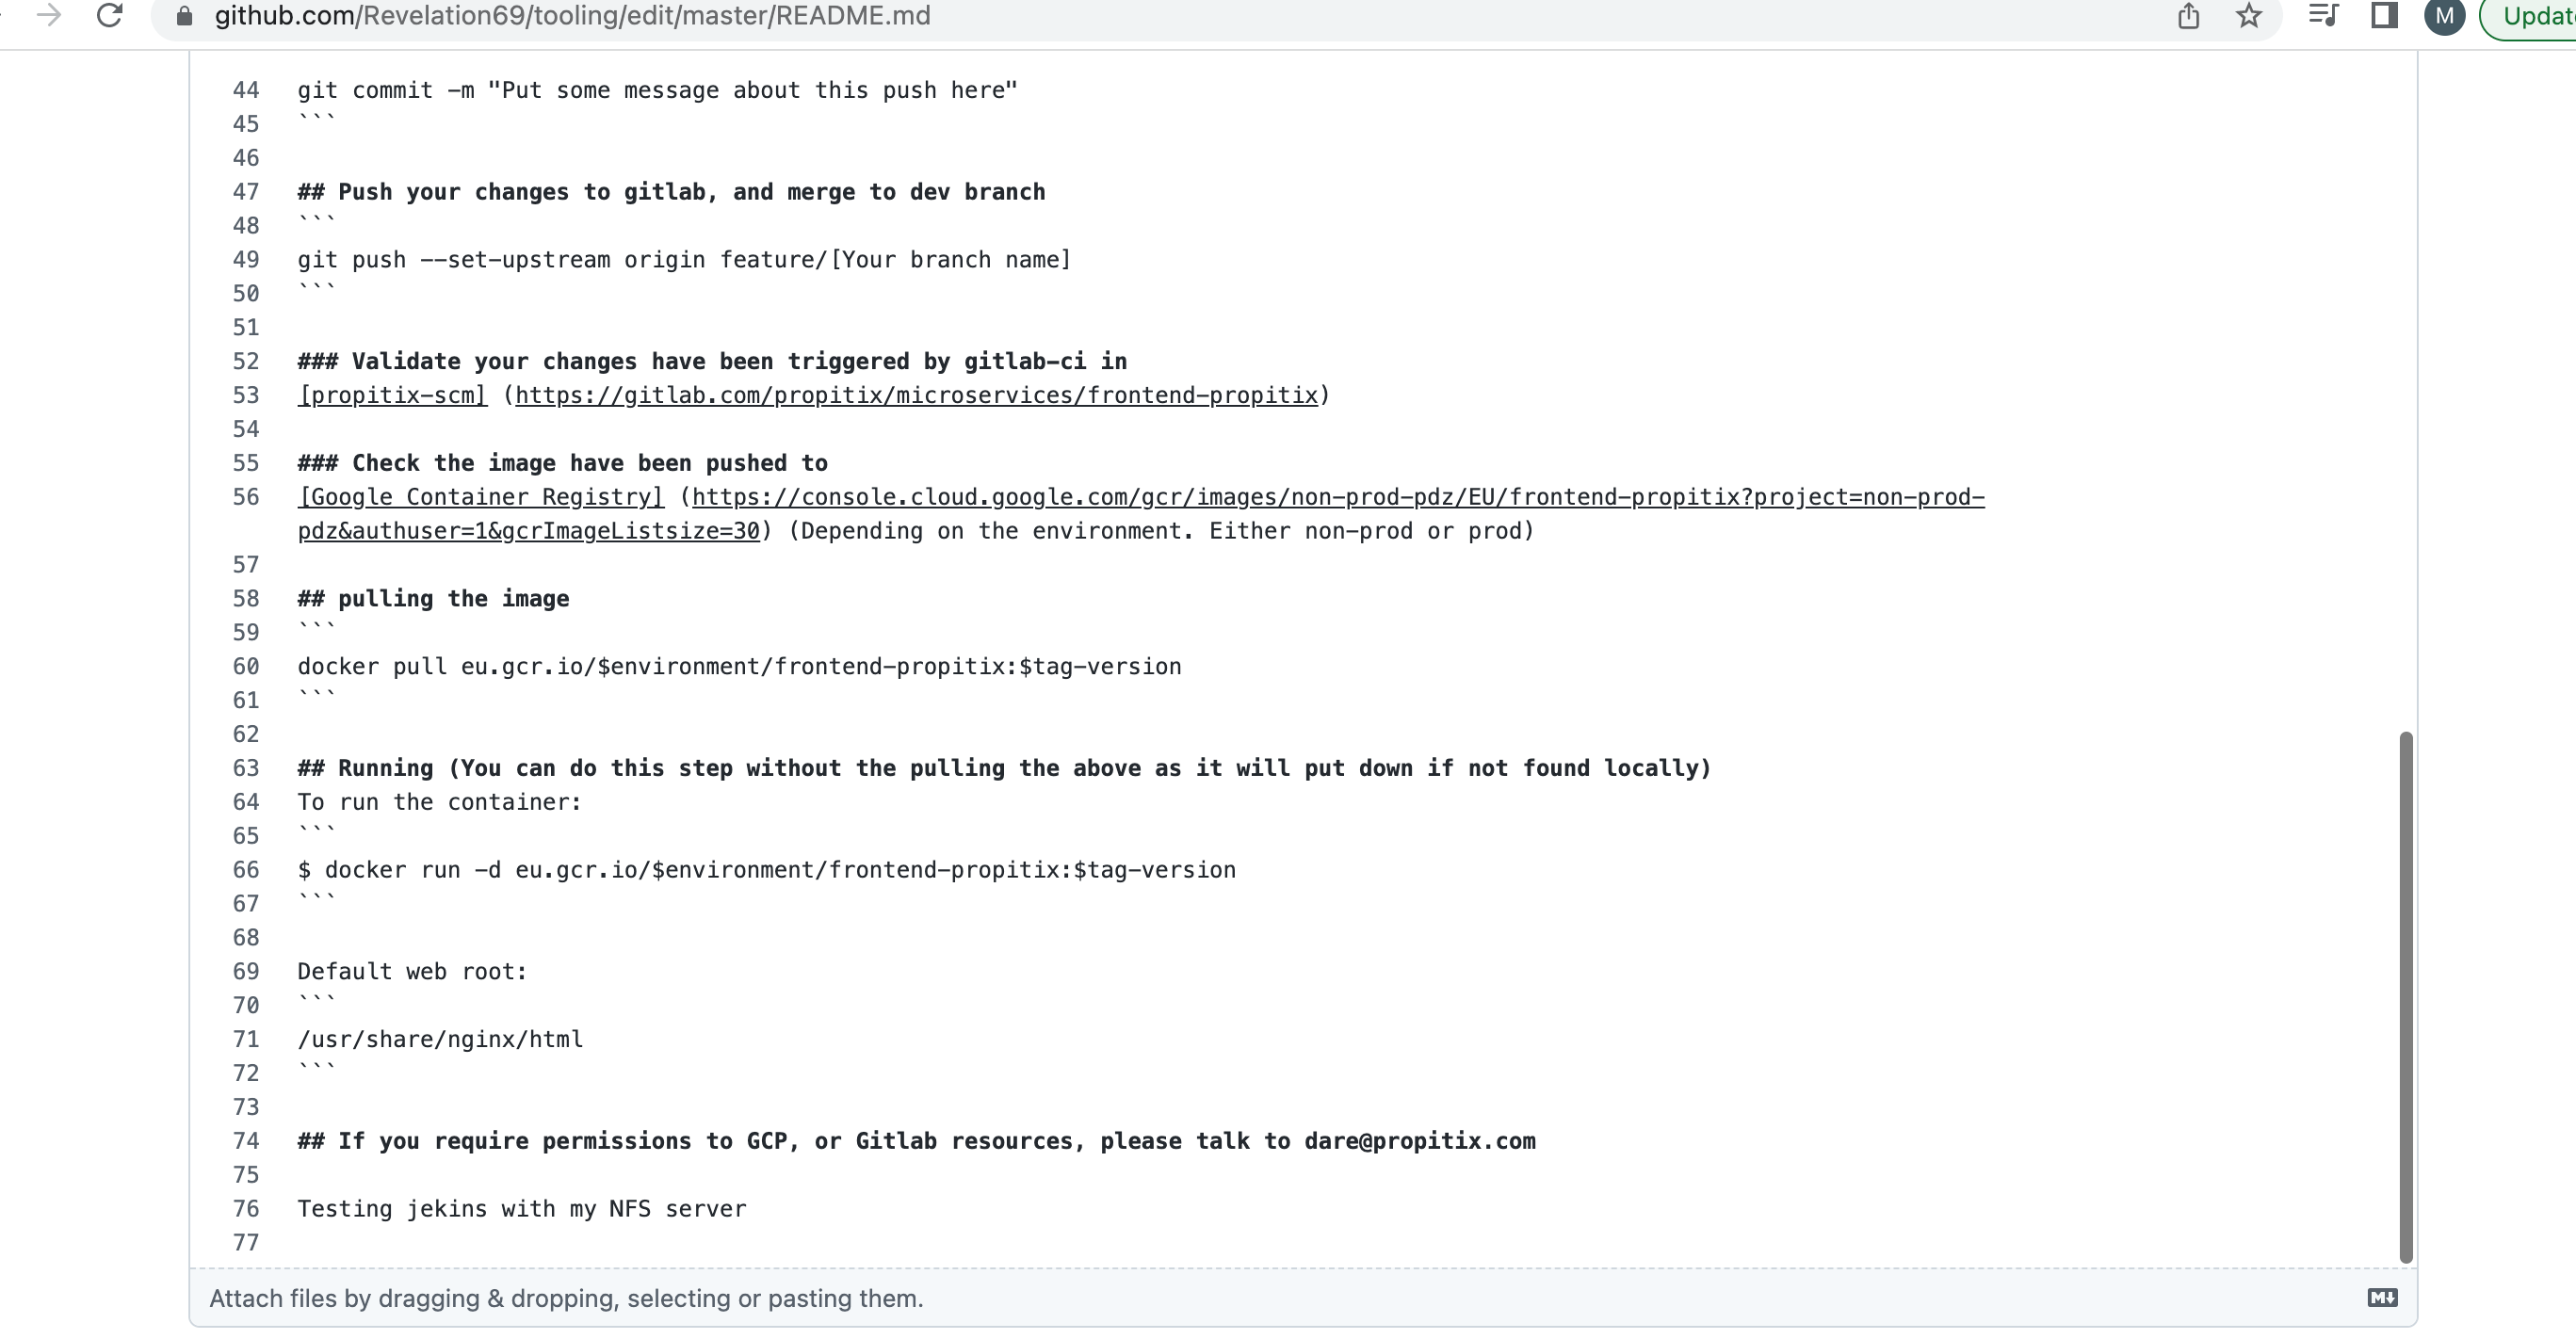 github.com/Revelation69/tooling/edit/master/README.md
M
44 git commit -m "Put some message about this push here"
45 ```
46
47 ## Push your changes to gitlab, and merge to dev branch
48 ```
49 git push --set-upstream origin feature/[Your branch name]
50 ```
51
52 ### Validate your changes have been triggered by gitlab-ci in
53 [propitix-scm] (https://gitlab.com/propitix/microservices/frontend-propitix)
54
55 ### Check the image have been pushed to
56 [Google Container Registry] (https://console.cloud.google.com/gcr/images/non-prod-pdz/EU/frontend-propitix?project=non-prod-
pdz&authuser=1&gcrImageListsize=30) (Depending on the environment. Either non-prod or prod)
57
58 ## pulling the image
59 ```
60 docker pull eu.gcr.io/$environment/frontend-propitix:$tag-version
61 ```
62
63 ## Running (You can do this step without the pulling the above as it will put down if not found locally)
64 To run the container:
65 ```
66 $ docker run -d eu.gcr.io/$environment/frontend-propitix:$tag-version
67 ```
68
69 Default web root:
70 ```
71 /usr/share/nginx/html
72 ```
73
74 ## If you require permissions to GCP, or Gitlab resources, please talk to dare@propitix.com
75
76 Testing jekins with my NFS server
77
Attach files by dragging & dropping, selecting or pasting them.